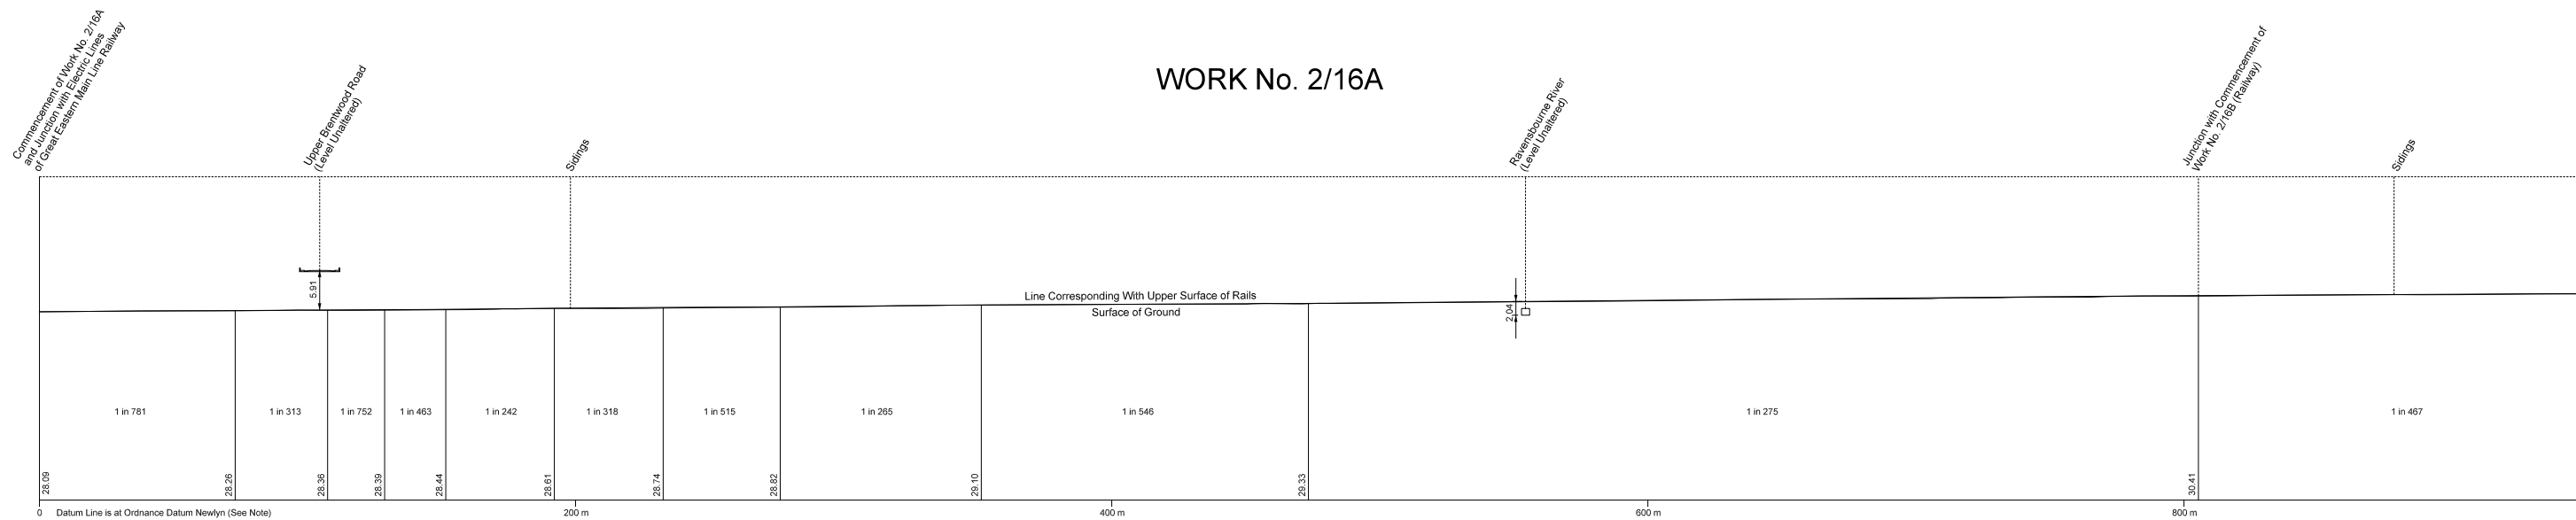 WORK No. 2/16A
Commencement of Work No. 2/16A
and Junction with Electric Lines
of Great Eastern Main Line Railway
Upper Brentwood Road
(Level Unaltered)
Sidings
Ravensbourne River
(Level Unaltered)
Junction with Commencement of
Work No. 2/16B (Railway)
Sidings
5.91
Line Corresponding With Upper Surface of Rails
Surface of Ground
2.04
1 in 781
1 in 313
1 in 752
1 in 463
1 in 242
1 in 318
1 in 515
1 in 265
1 in 546
1 in 275
1 in 467
28.09
28.26
28.36
28.39
28.44
28.61
28.74
28.82
29.10
29.33
30.41
0
Datum Line is at Ordnance Datum Newlyn (See Note)
200 m
400 m
600 m
800 m